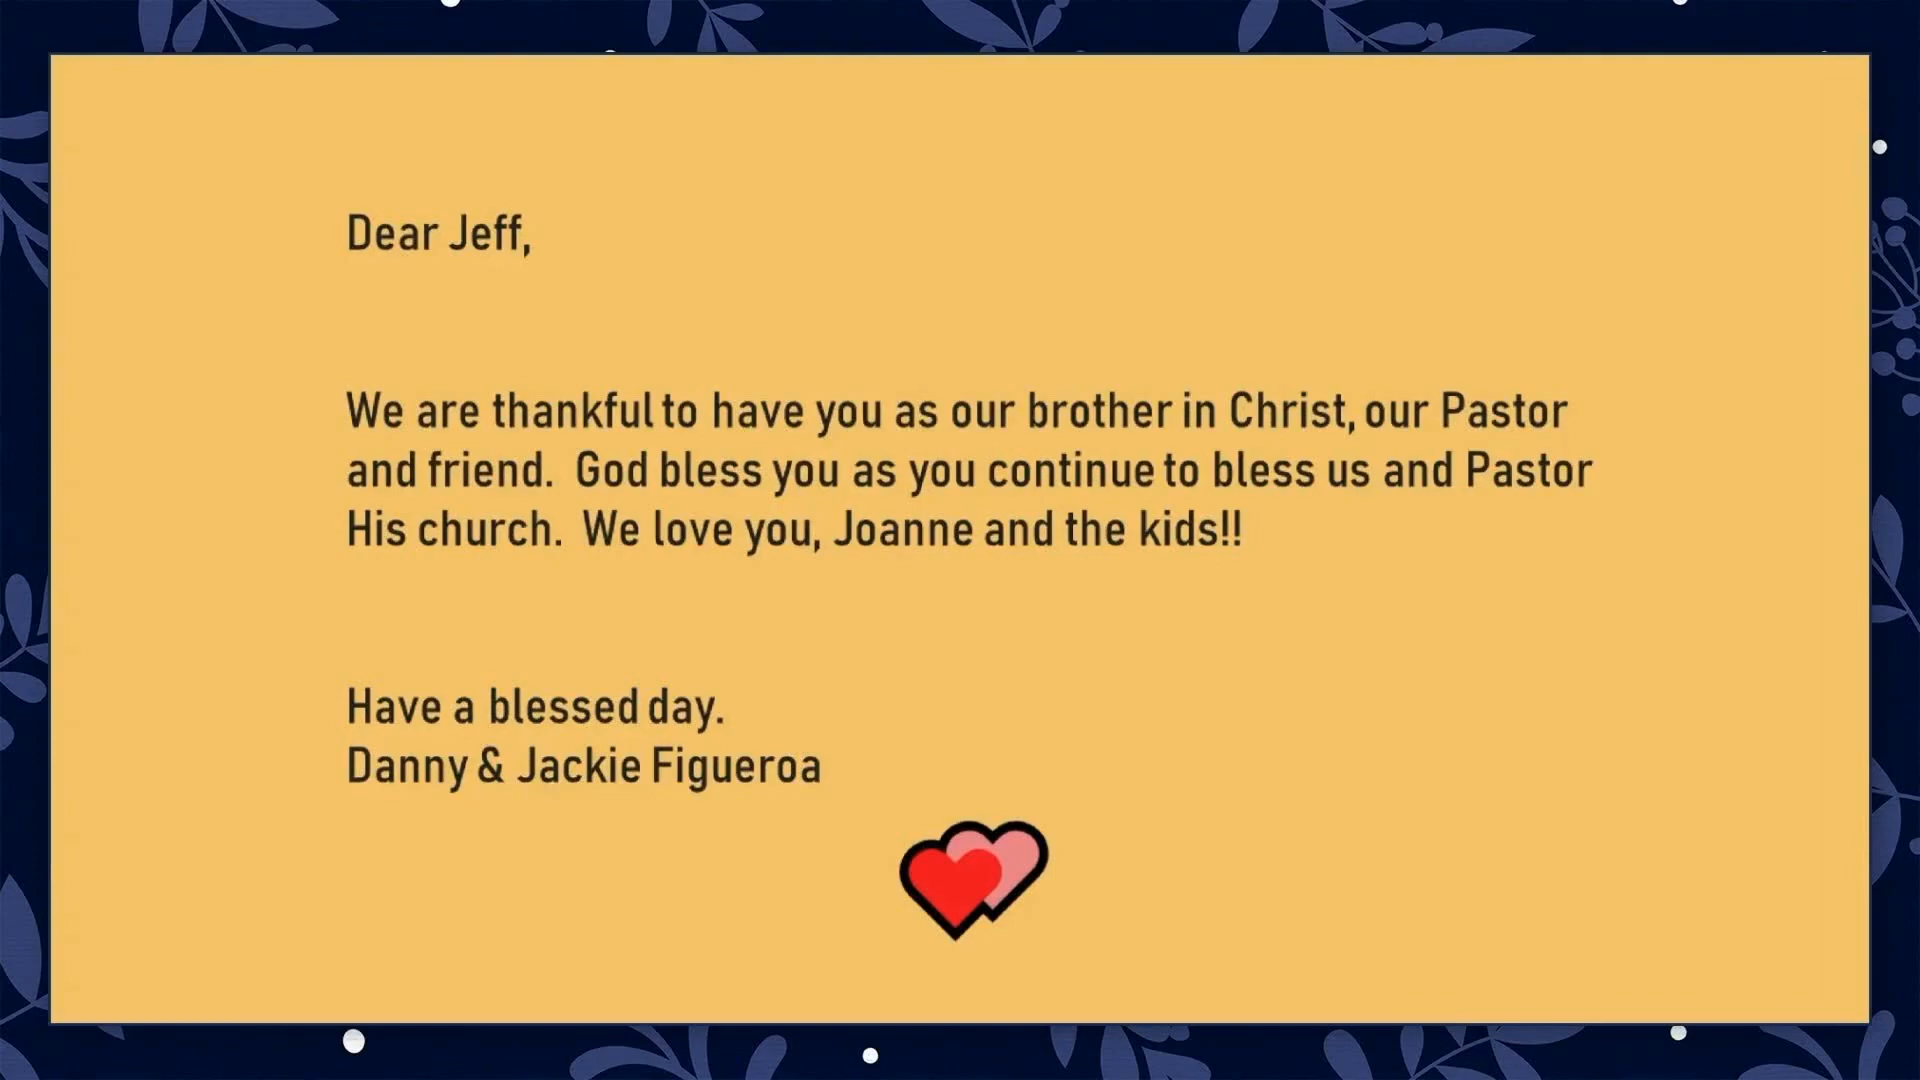 Dear Jeff,
We are thankful to have you as our brother in Christ, our Pastor
and friend.  God bless you as you continue to bless us and Pastor
His church.  We love you, Joanne and the kids!!
Have a blessed day.
Danny & Jackie Figueroa